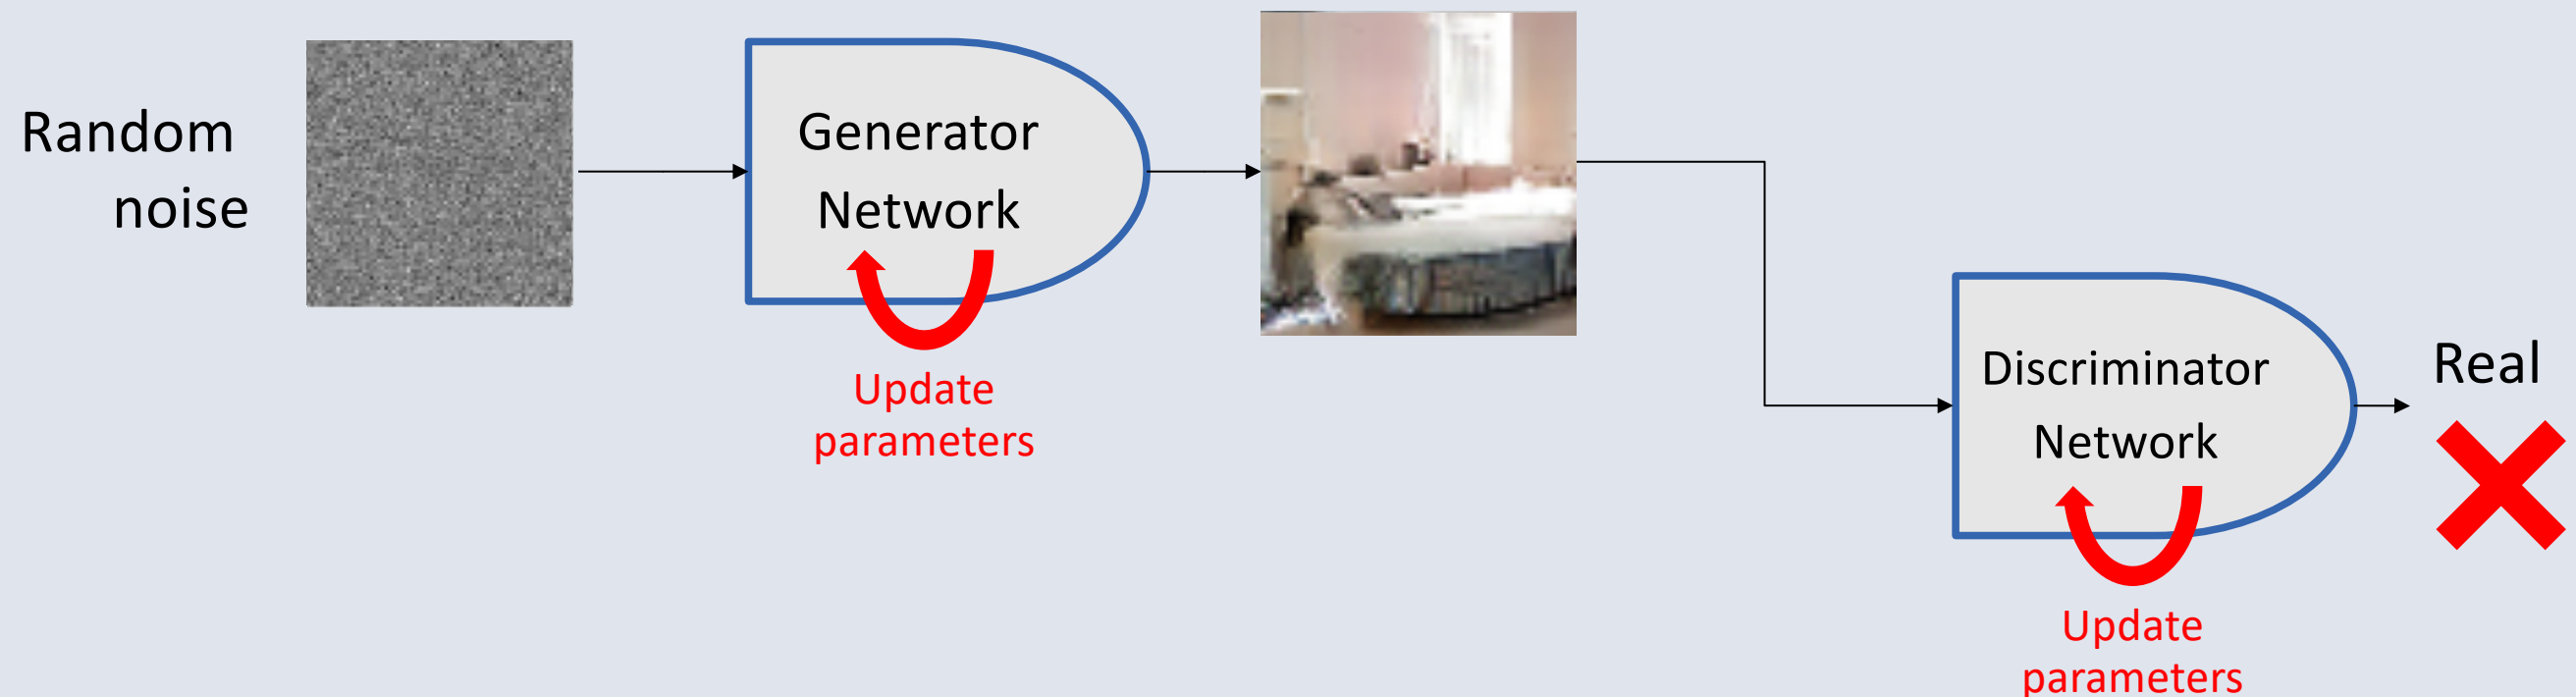 Random
noise
Generator
Network
Update
parameters
Discriminator
Network
Update
parameters
Real